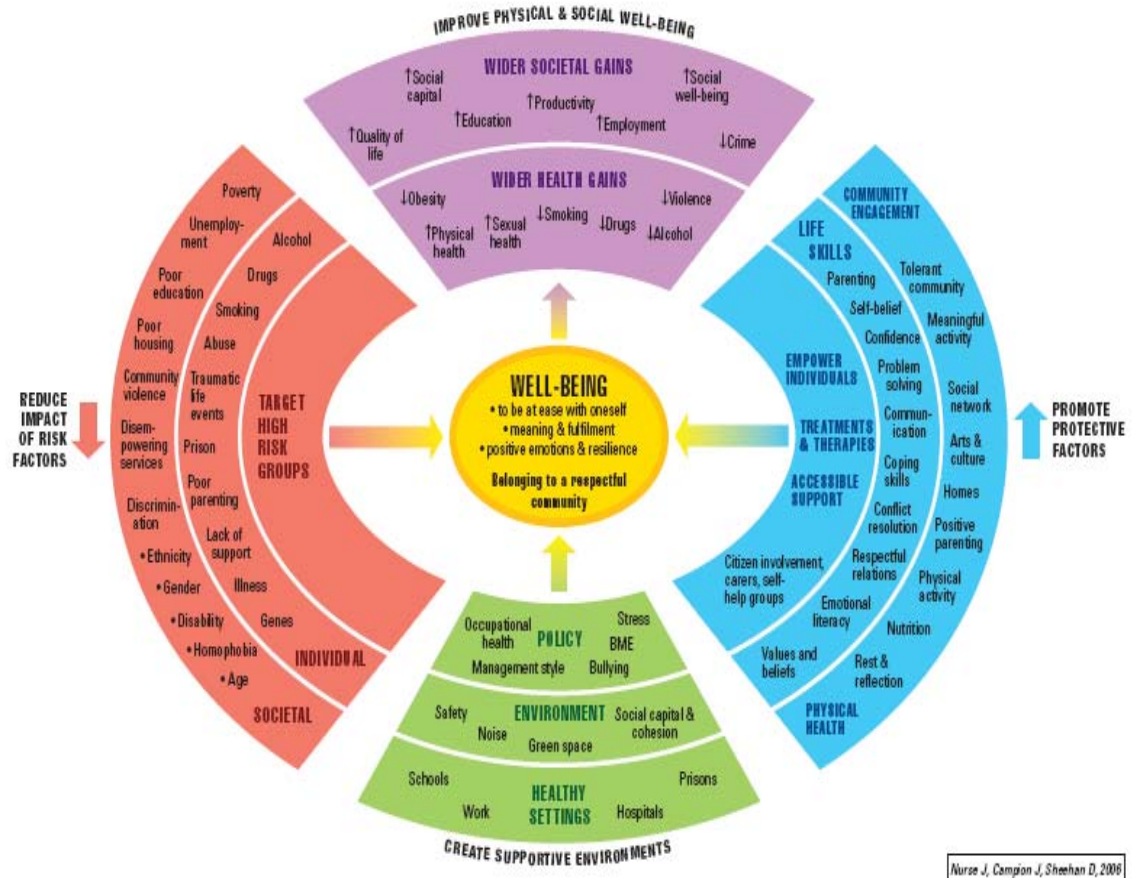 IMPROVE PHYSICAL & SOCIAL WELL-BEING
WIDER SOCIETAL GAINS
↑Social
capital
↑Social
well-being
↑Productivity
↑Education
↑Employment
↑Quality of
life
↓Crime
WIDER HEALTH GAINS
↓Obesity
↓Violence
↓Smoking
↑Sexual
health
↓Drugs
↑Physical
health
↓Alcohol
REDUCE
IMPACT
OF RISK
FACTORS
Poverty
Unemploy-
ment
Poor
education
Poor
housing
Community
violence
Disem-
powering
services
Discrimin-
ation
• Ethnicity
• Gender
• Disability
• Homophobia
• Age
SOCIETAL
Alcohol
Drugs
Smoking
Abuse
Traumatic
life
events
Prison
Poor
parenting
Lack of
support
Illness
Genes
INDIVIDUAL
TARGET
HIGH
RISK
GROUPS
WELL-BEING
• to be at ease with oneself
• meaning & fulfilment
• positive emotions & resilience
Belonging to a respectful
community
EMPOWER
INDIVIDUALS
TREATMENTS
& THERAPIES
ACCESSIBLE
SUPPORT
Citizen involvement,
carers, self-
help groups
LIFE
SKILLS
Parenting
Self-belief
Confidence
Problem
solving
Commun-
ication
Coping
skills
Conflict
resolution
Respectful
relations
Emotional
literacy
Values and
beliefs
COMMUNITY
ENGAGEMENT
Tolerant
community
Meaningful
activity
Social
network
Arts &
culture
Homes
Positive
parenting
Physical
activity
Nutrition
Rest &
reflection
PHYSICAL
HEALTH
PROMOTE
PROTECTIVE
FACTORS
Occupational
health
POLICY
Stress
BME
Management style
Bullying
Safety
ENVIRONMENT
Social capital &
cohesion
Noise
Green space
Schools
Prisons
HEALTHY
SETTINGS
Work
Hospitals
CREATE SUPPORTIVE ENVIRONMENTS
Nurse J, Campion J, Sheehan D, 2006